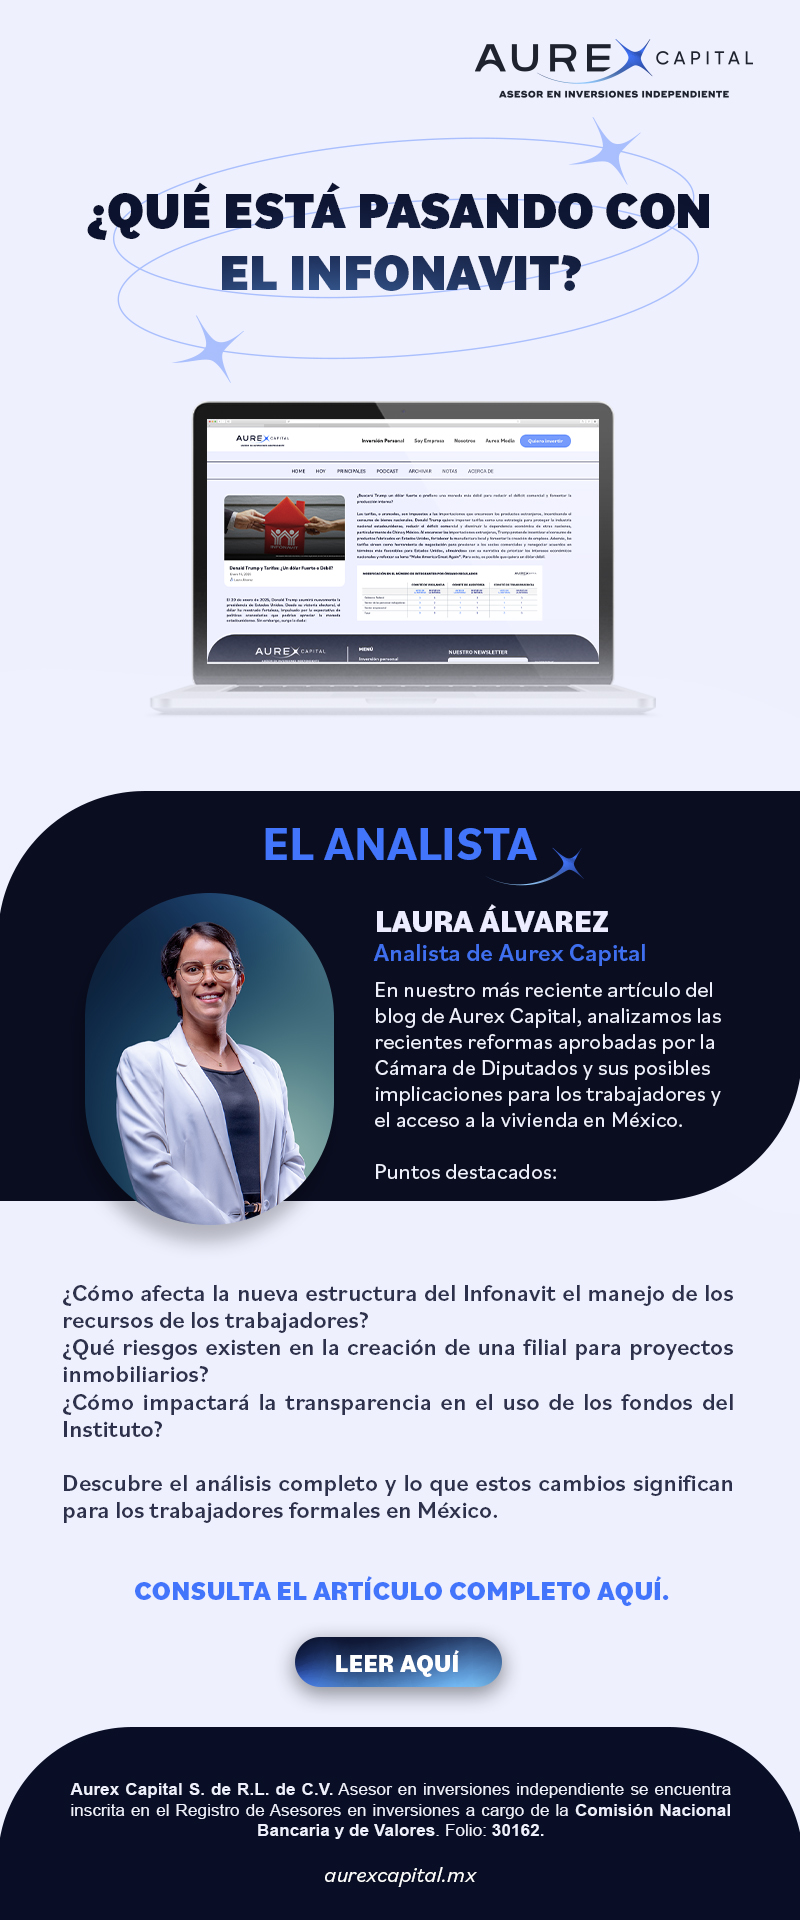 AUREX CAPITAL
ASESOR EN INVERSIONES INDEPENDIENTE
¿QUÉ ESTÁ PASANDO CON
EL INFONAVIT?
AUREX CAPITAL
Inversión Personal Soy Empresa Nosotros Aurex Media Quiero invertir
HOME HOY PRINCIPALES PODCAST ARCHIVAR NOTAS ACERCA DE
Donald Trump y Tarifas: ¿Un dólar Fuerte o Débil?
AUREX CAPITAL
ASESOR EN INVERSIONES INDEPENDIENTE
MENÚ
Inversión personal
NUESTRO NEWSLETTER
EL ANALISTA
LAURA ÁLVAREZ
Analista de Aurex Capital
En nuestro más reciente artículo del
blog de Aurex Capital, analizamos las
recientes reformas aprobadas por la
Cámara de Diputados y sus posibles
implicaciones para los trabajadores y
el acceso a la vivienda en México.
Puntos destacados:
¿Cómo afecta la nueva estructura del Infonavit el manejo de los
recursos de los trabajadores?
¿Qué riesgos existen en la creación de una filial para proyectos
inmobiliarios?
¿Cómo impactará la transparencia en el uso de los fondos del
Instituto?
Descubre el análisis completo y lo que estos cambios significan
para los trabajadores formales en México.
CONSULTA EL ARTÍCULO COMPLETO AQUÍ.
LEER AQUÍ
Aurex Capital S. de R.L. de C.V. Asesor en inversiones independiente se encuentra
inscrita en el Registro de Asesores en inversiones a cargo de la Comisión Nacional
Bancaria y de Valores. Folio: 30162.
aurexcapital.mx